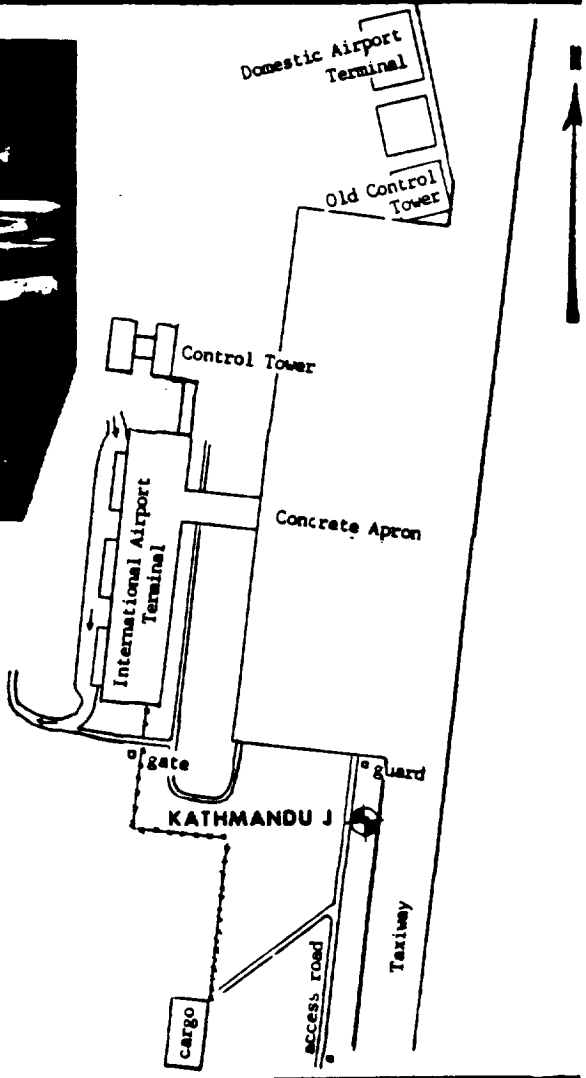 Domestic Airport
Terminal
N
Old Control
Tower
Control Tower
International Airport
Terminal
Concrete Apron
gate
guard
KATHMANDU J
Taxiway
access road
cargo